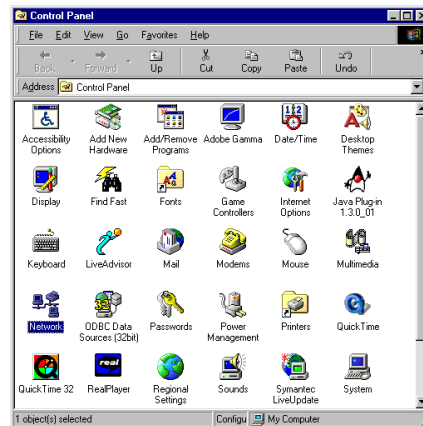 Control Panel
File Edit View Go Favorites Help
Back Forward Up Cut Copy Paste Undo »
Address Control Panel
Accessibility Options
Add New Hardware
Add/Remove Programs
Adobe Gamma
Date/Time
Desktop Themes
Display
Find Fast
Fonts
Game Controllers
Internet Options
Java Plug-in 1.3.0_01
Keyboard
LiveAdvisor
Mail
Modems
Mouse
Multimedia
Network
ODBC Data Sources (32bit)
Passwords
Power Management
Printers
QuickTime
QuickTime 32
real
RealPlayer
Regional Settings
Sounds
Symantec LiveUpdate
System
1 object(s) selected Configu My Computer